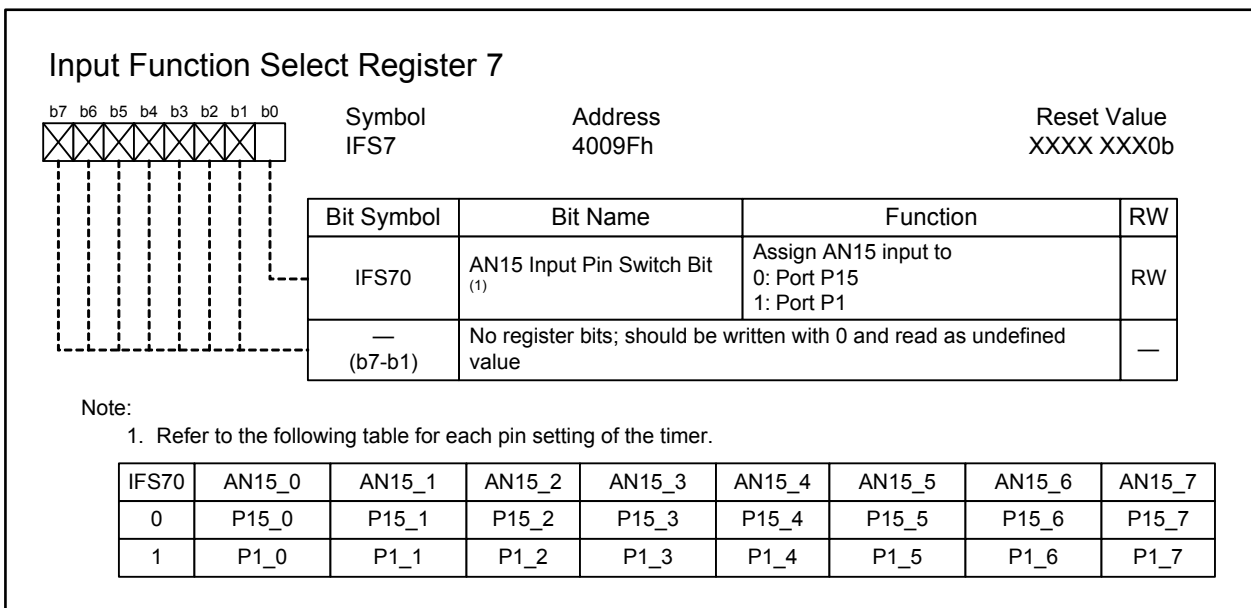 Input Function Select Register 7
b7 b6 b5 b4 b3 b2 b1 b0
Symbol Address Reset Value
IFS7 4009Fh XXXX XXX0b
Bit Symbol Bit Name Function RW
IFS70 AN15 Input Pin Switch Bit (1) Assign AN15 input to 0: Port P15 1: Port P1 RW
— (b7-b1) No register bits; should be written with 0 and read as undefined value —
Note:
1. Refer to the following table for each pin setting of the timer.
IFS70 AN15_0 AN15_1 AN15_2 AN15_3 AN15_4 AN15_5 AN15_6 AN15_7
0 P15_0 P15_1 P15_2 P15_3 P15_4 P15_5 P15_6 P15_7
1 P1_0 P1_1 P1_2 P1_3 P1_4 P1_5 P1_6 P1_7